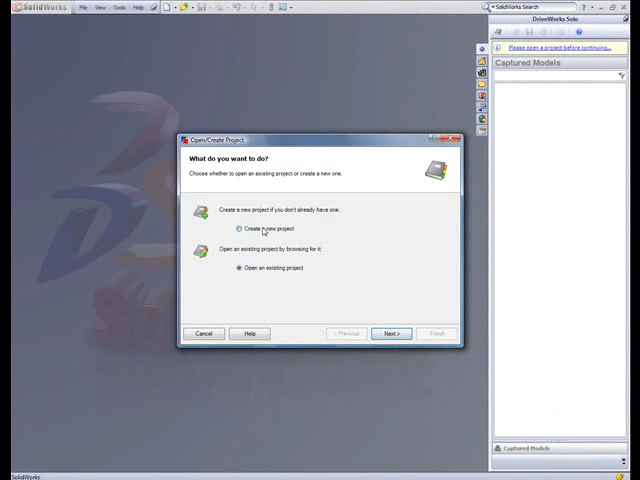 SolidWorks File View Tools Help SolidWorks Search
DriveWorks Solo
Please open a project before continuing...
Captured Models
Open/Create Project
What do you want to do?
Choose whether to open an existing project or create a new one.
Create a new project if you don't already have one:
Create a new project
Open an existing project by browsing for it:
Open an existing project
Cancel Help < Previous Next > Finish
Captured Models
SolidWorks